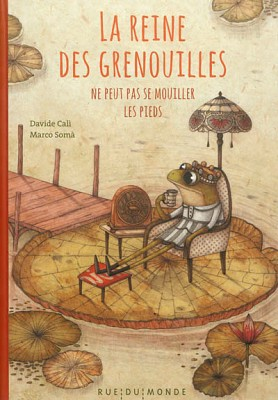 LA REINE
DES GRENOUILLES
NE PEUT PAS SE MOUILLER
LES PIEDS
Davide Calì
Marco Somà
RUE DU MONDE